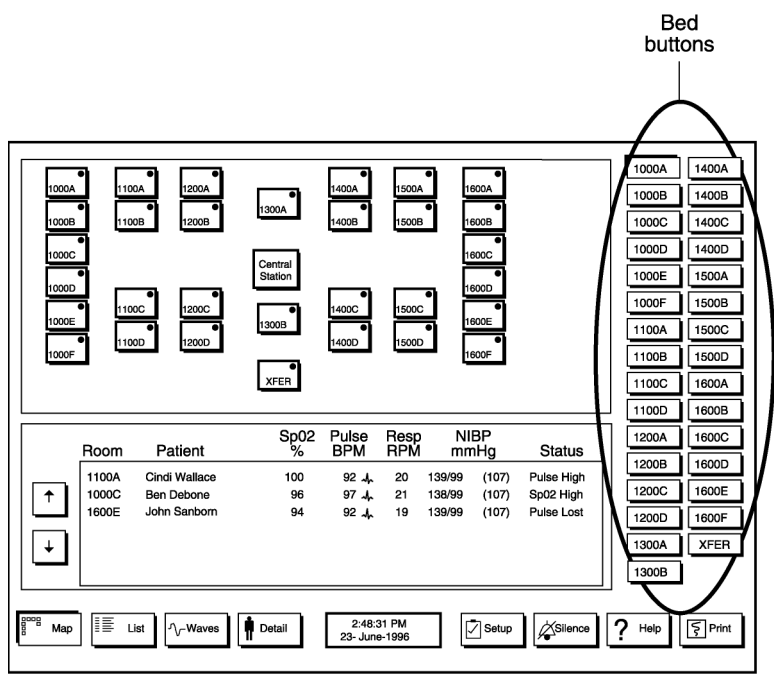 Bed
buttons
1000A 1100A 1200A 1300A 1400A 1500A 1600A
1000B 1100B 1200B 1400B 1500B 1600B
1000C Central Station 1600C
1000D 1600D
1000E 1100C 1200C 1300B 1400C 1500C 1600E
1000F 1100D 1200D 1400D 1500D 1600F
XFER
1000A 1400A
1000B 1400B
1000C 1400C
1000D 1400D
1000E 1500A
1000F 1500B
1100A 1500C
1100B 1500D
1100C 1600A
1100D 1600B
1200A 1600C
1200B 1600D
1200C 1600E
1200D 1600F
1300A XFER
1300B
Room Patient Sp02 % Pulse BPM Resp RPM NIBP mmHg Status
1100A Cindi Wallace 100 92 20 139/99 (107) Pulse High
1000C Ben Debone 96 97 21 138/99 (107) Sp02 High
1600E John Sanborn 94 92 19 139/99 (107) Pulse Lost
Map List Waves Detail 2:48:31 PM Setup Silence ? Help Print
23- June-1996